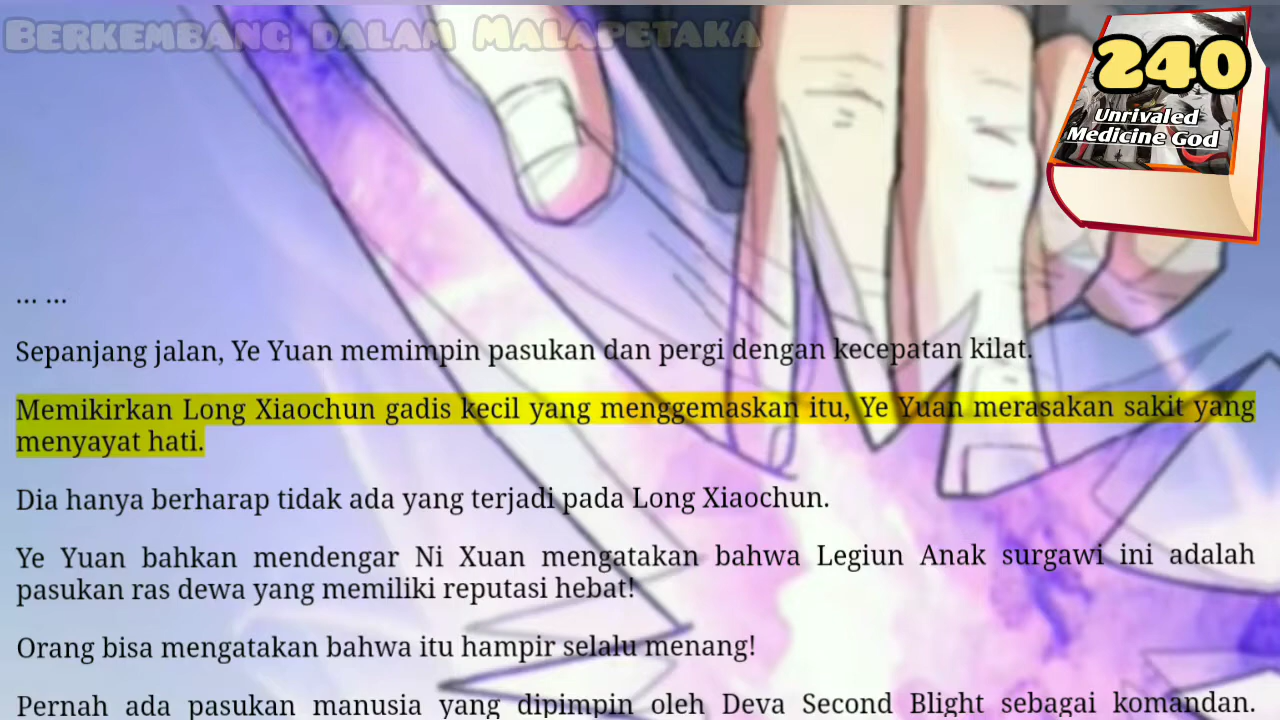 Berkembang dalam Malapetaka
240
Unrivaled
Medicine God
... ...
Sepanjang jalan, Ye Yuan memimpin pasukan dan pergi dengan kecepatan kilat.
Memikirkan Long Xiaochun gadis kecil yang menggemaskan itu, Ye Yuan merasakan sakit yang
menyayat hati.
Dia hanya berharap tidak ada yang terjadi pada Long Xiaochun.
Ye Yuan bahkan mendengar Ni Xuan mengatakan bahwa Legiun Anak surgawi ini adalah
pasukan ras dewa yang memiliki reputasi hebat!
Orang bisa mengatakan bahwa itu hampir selalu menang!
Pernah ada pasukan manusia yang dipimpin oleh Deva Second Blight sebagai komandan.